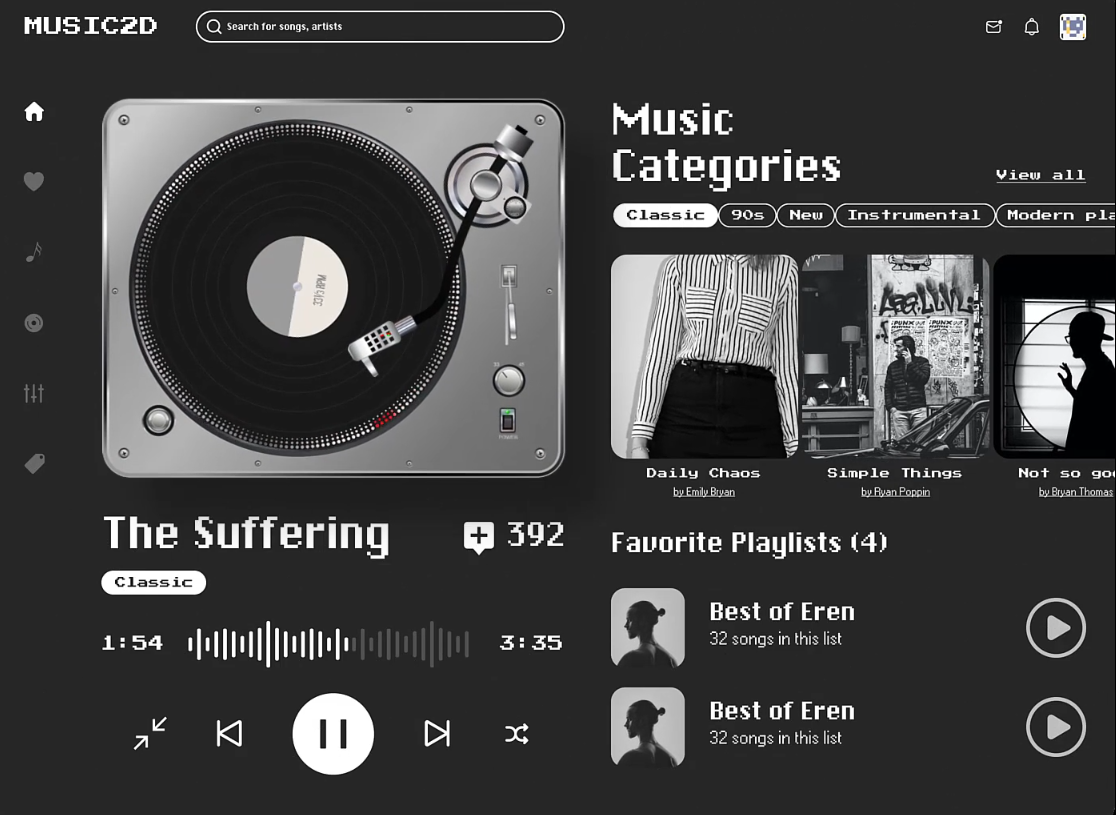 MUSIC2D
Search for songs, artists
Music
Categories
View all
Classic
90s
New
Instrumental
Modern pla
Daily Chaos
by Emily Bryan
Simple Things
by Ryan Poppin
Not so goo
by Bryan Thomas
The Suffering
392
Classic
1:54
3:35
Favorite Playlists (4)
Best of Eren
32 songs in this list
Best of Eren
32 songs in this list